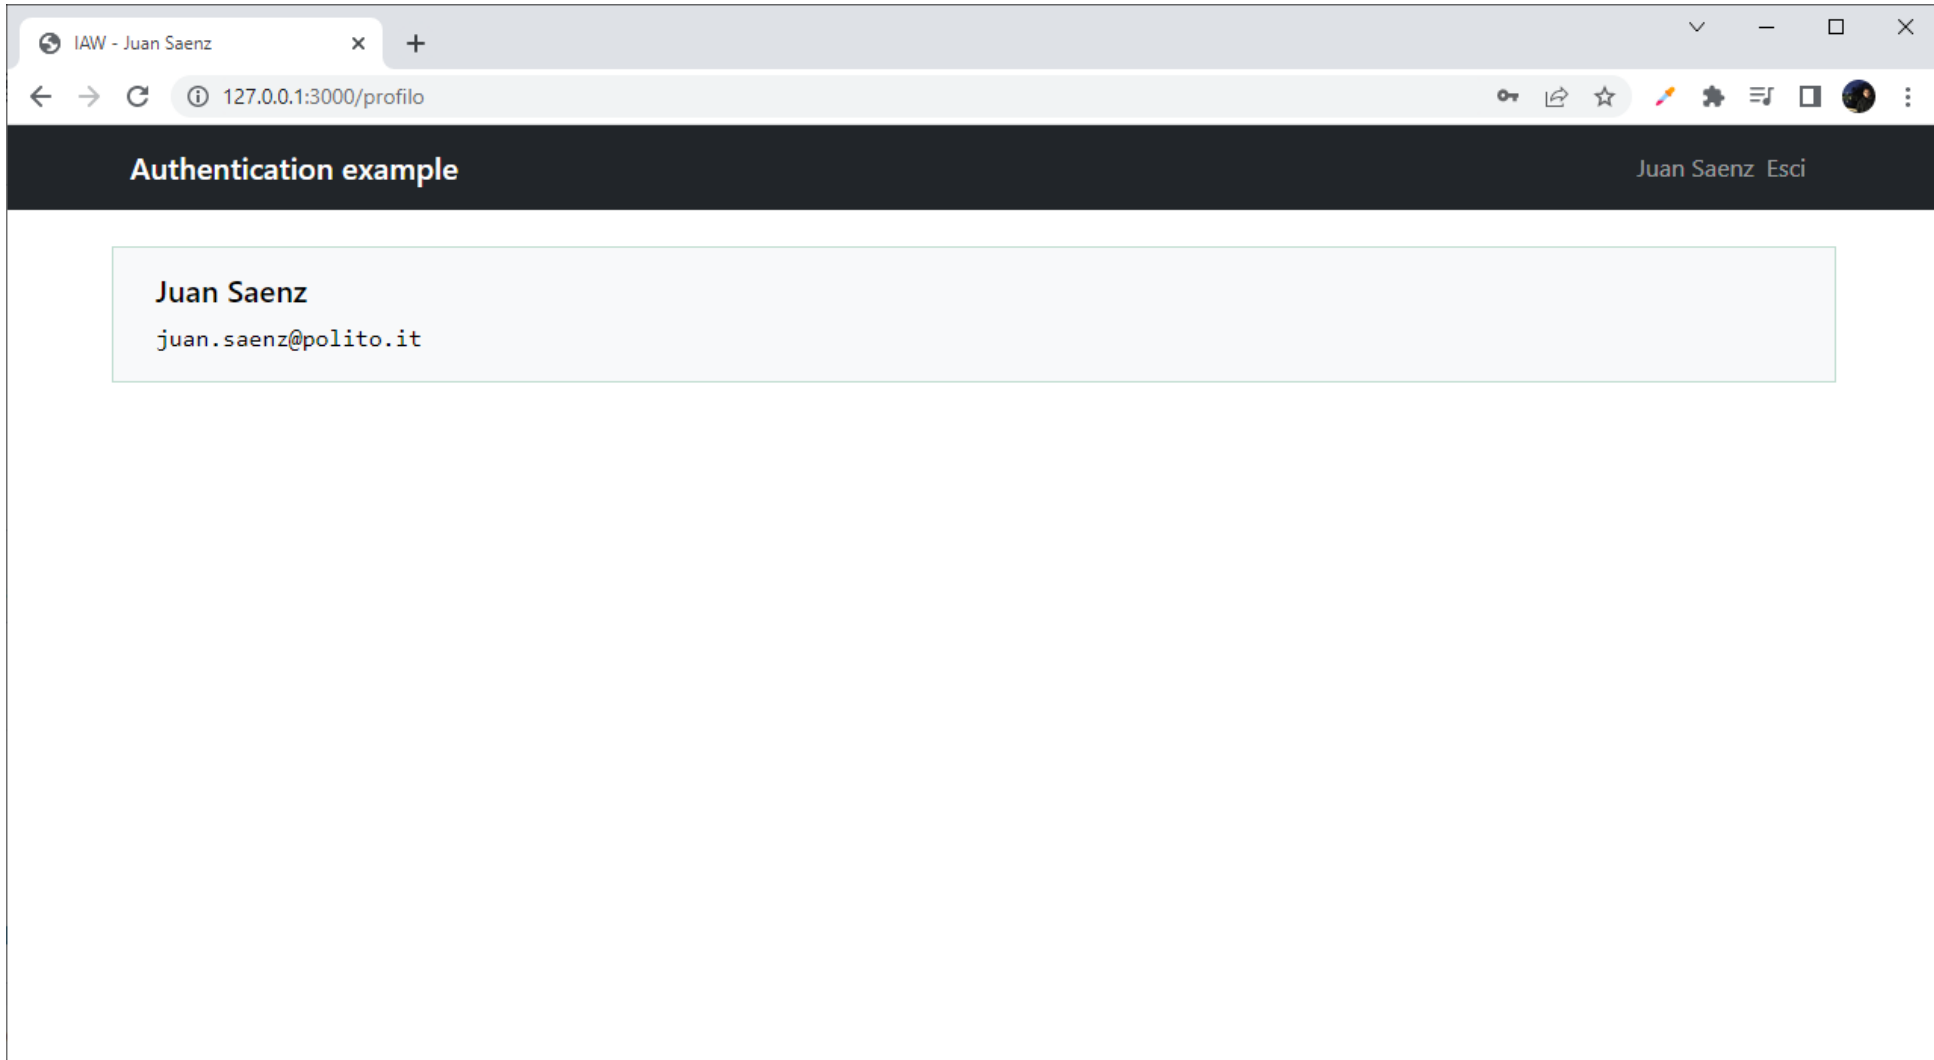 IAW - Juan Saenz
127.0.0.1:3000/profilo
Authentication example
Juan Saenz Esci
Juan Saenz
juan.saenz@polito.it